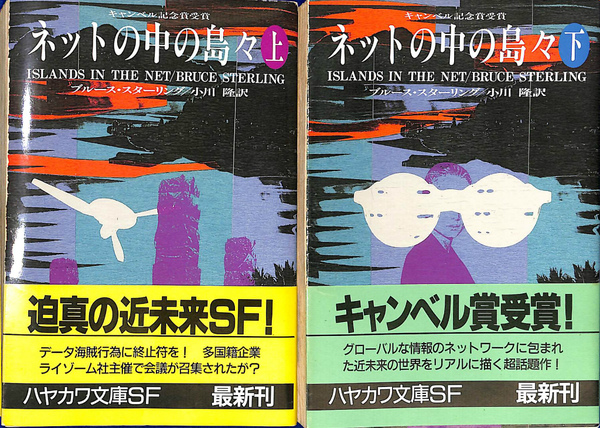 キャンベル記念賞受賞
ネットの中の島々 上
ISLANDS IN THE NET/BRUCE STERLING
ブルース・スターリング/小川 隆訳
迫真の近未来SF!
データ海賊行為に終止符を! 多国籍企業
ライゾーム社主催で会議が召集されたが?
ハヤカワ文庫SF 最新刊
キャンベル記念賞受賞
ネットの中の島々 下
ISLANDS IN THE NET/BRUCE STERLING
ブルース・スターリング/小川 隆訳
キャンベル賞受賞!
グローバルな情報のネットワークに包まれ
た近未来の世界をリアルに描く超話題作!
ハヤカワ文庫SF 最新刊